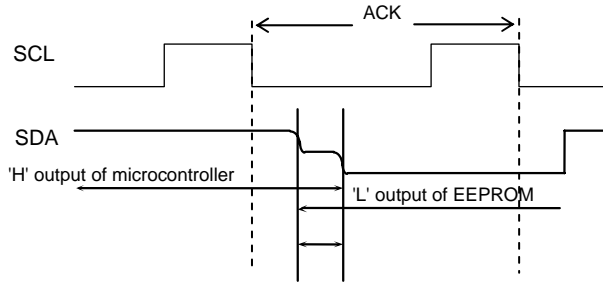 ACK
SCL
SDA
'H' output of microcontroller
'L' output of EEPROM